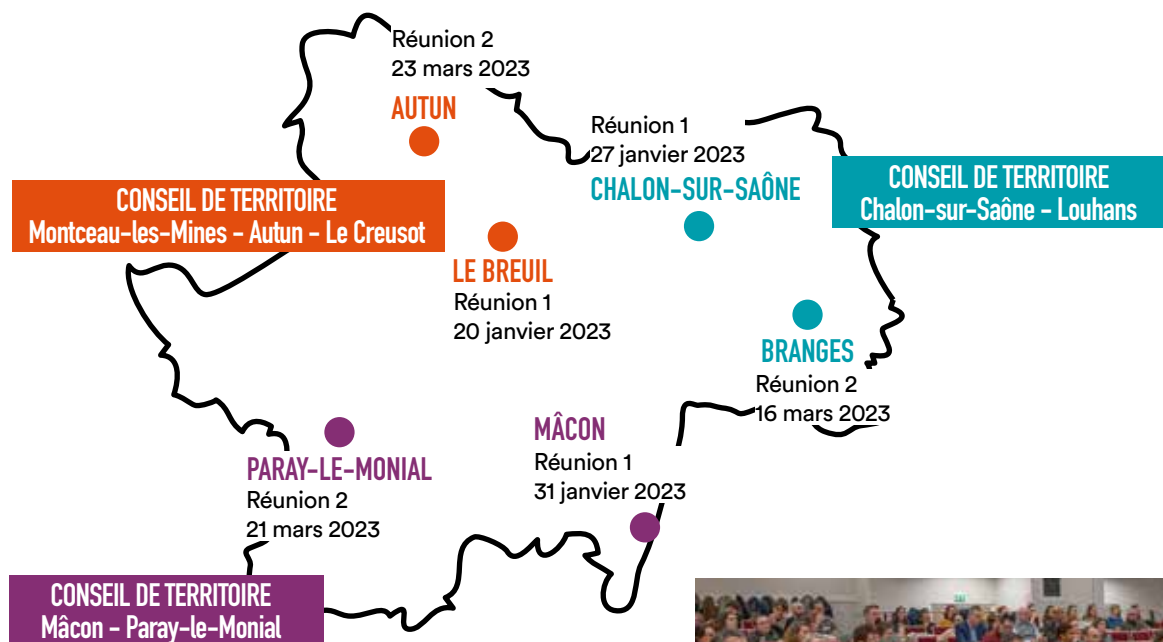 Réunion 2
23 mars 2023
AUTUN
Réunion 1
27 janvier 2023
CHALON-SUR-SAÔNE
CONSEIL DE TERRITOIRE
Montceau-les-Mines - Autun - Le Creusot
CONSEIL DE TERRITOIRE
Chalon-sur-Saône - Louhans
LE BREUIL
Réunion 1
20 janvier 2023
BRANGES
Réunion 2
16 mars 2023
MÂCON
Réunion 1
31 janvier 2023
PARAY-LE-MONIAL
Réunion 2
21 mars 2023
CONSEIL DE TERRITOIRE
Mâcon - Paray-le-Monial